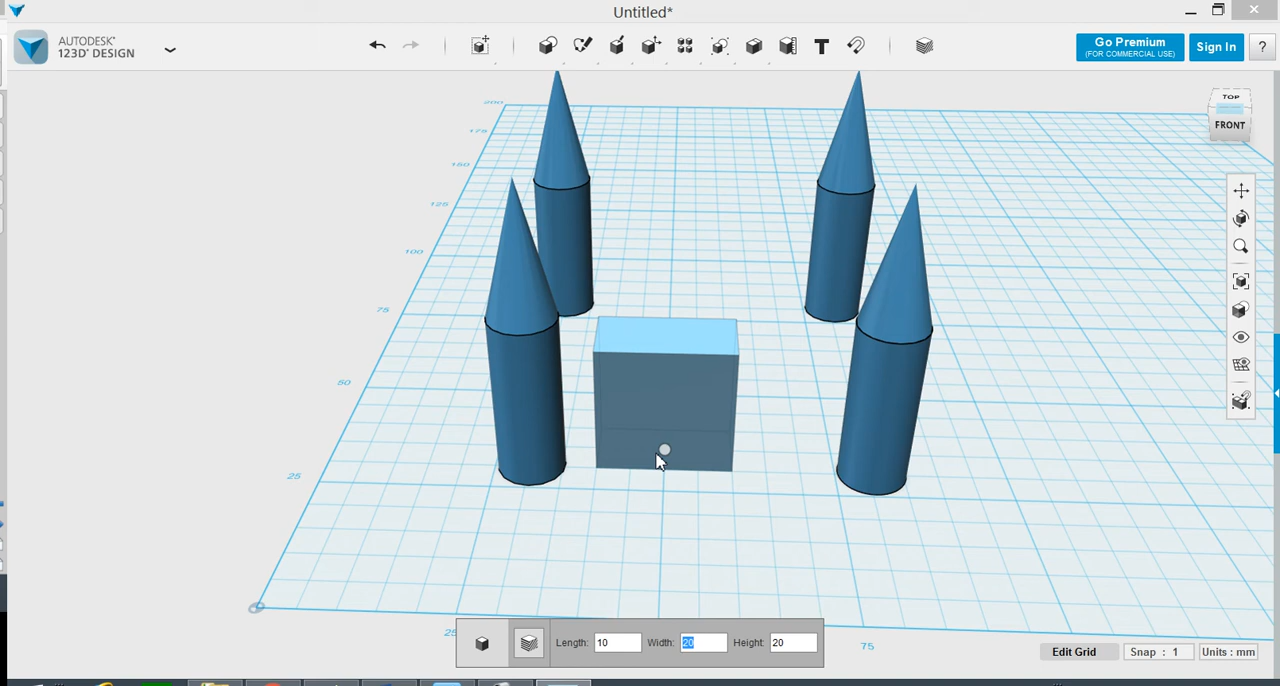 Untitled*
AUTODESK®
123D® DESIGN
Go Premium
(FOR COMMERCIAL USE)
Sign In
?
TOP
FRONT
200
175
150
125
100
75
50
25
25
75
Length: 10 Width: 20 Height: 20
Edit Grid
Snap : 1
Units : mm